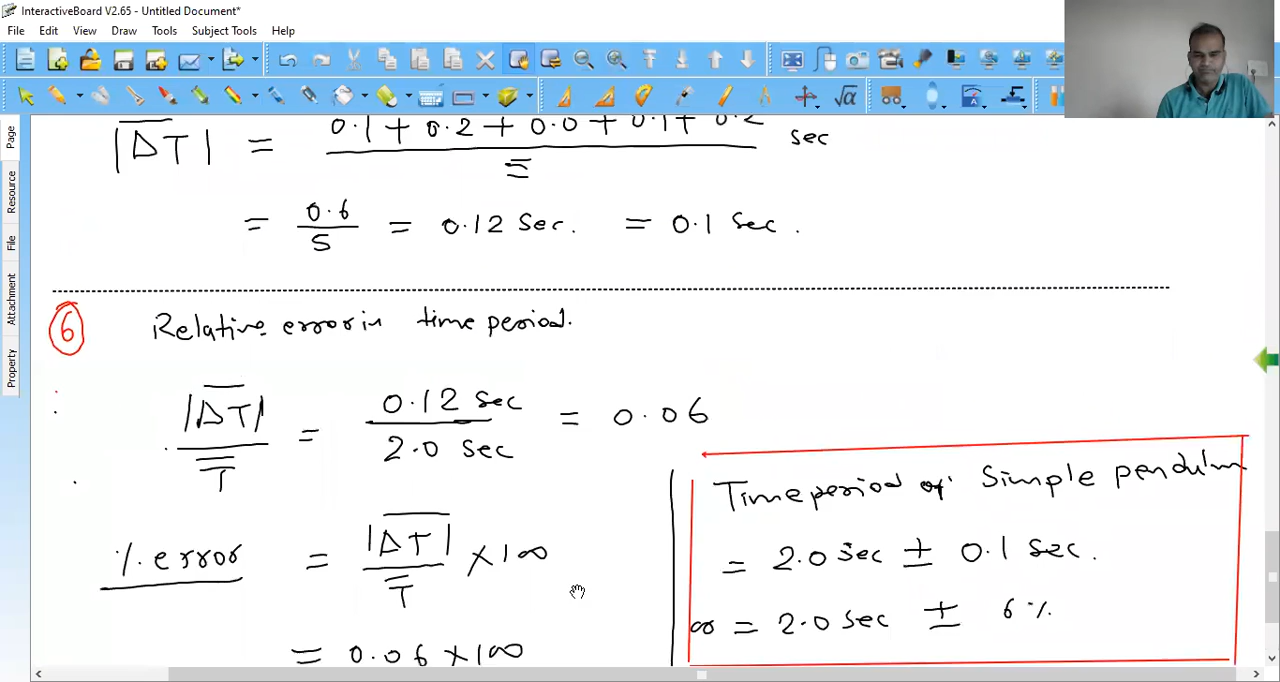 InteractiveBoard V2.65 - Untitled Document*
File Edit View Draw Tools Subject Tools Help
Page
Resource
File
Attachment
Property
|ΔT̅| = 0.1 + 0.2 + 0.0 + 0.1 + 0.2 / 5 sec
= 0.6 / 5 = 0.12 Sec. = 0.1 Sec.
6 Relative error in time period.
|ΔT̅| / T̅ = 0.12 sec / 2.0 sec = 0.06
% error = |ΔT̅| / T̅ × 100
= 0.06 × 100
Time period of Simple pendulum
= 2.0 sec ± 0.1 sec.
or = 2.0 sec ± 6 %